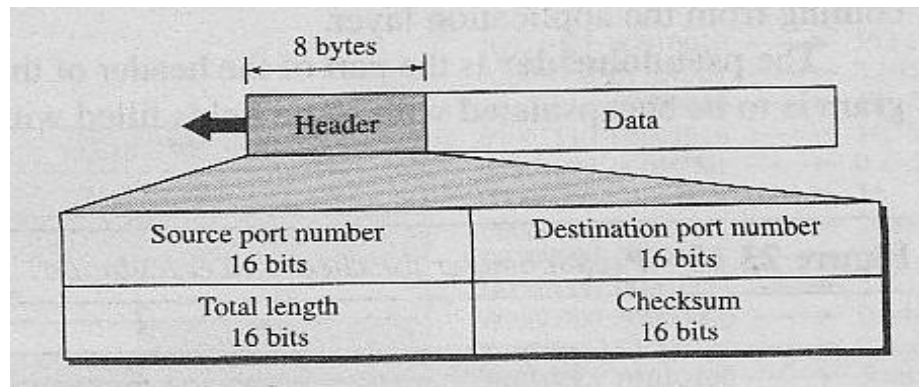 8 bytes
Header
Data
Source port number
16 bits
Destination port number
16 bits
Total length
16 bits
Checksum
16 bits